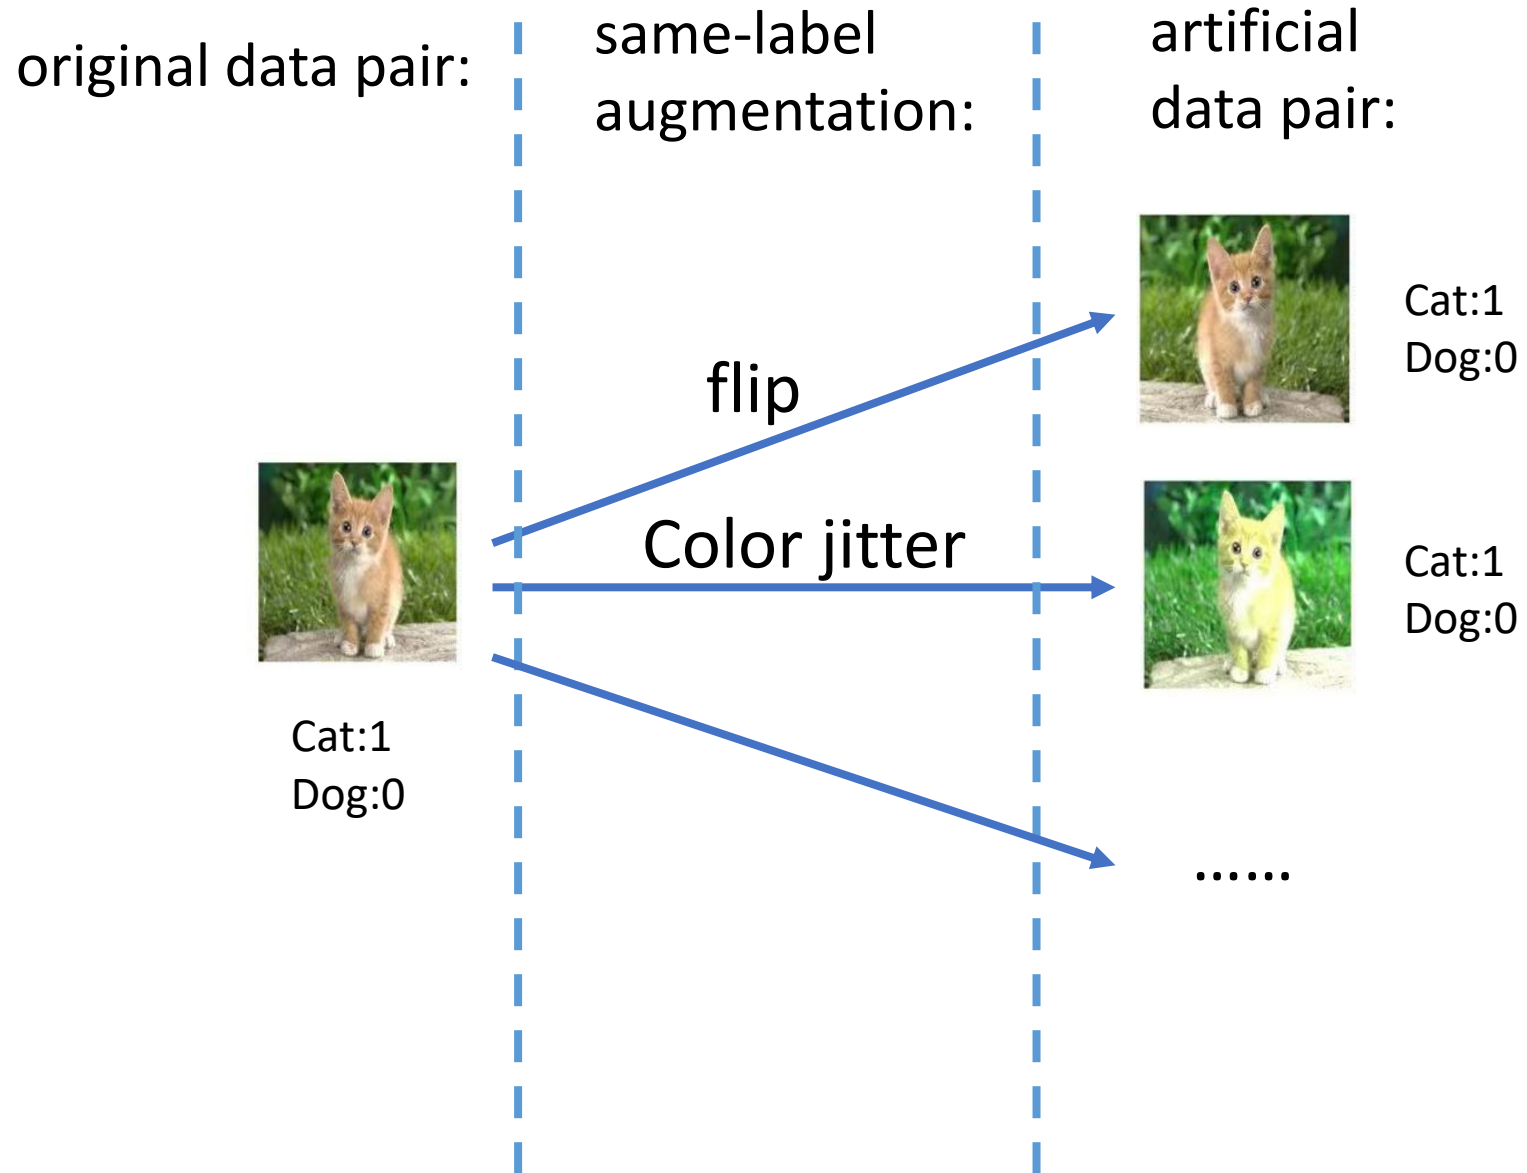 original data pair:
same-label
augmentation:
artificial
data pair:
flip
Cat:1
Dog:0
Color jitter
Cat:1
Dog:0
Cat:1
Dog:0
......